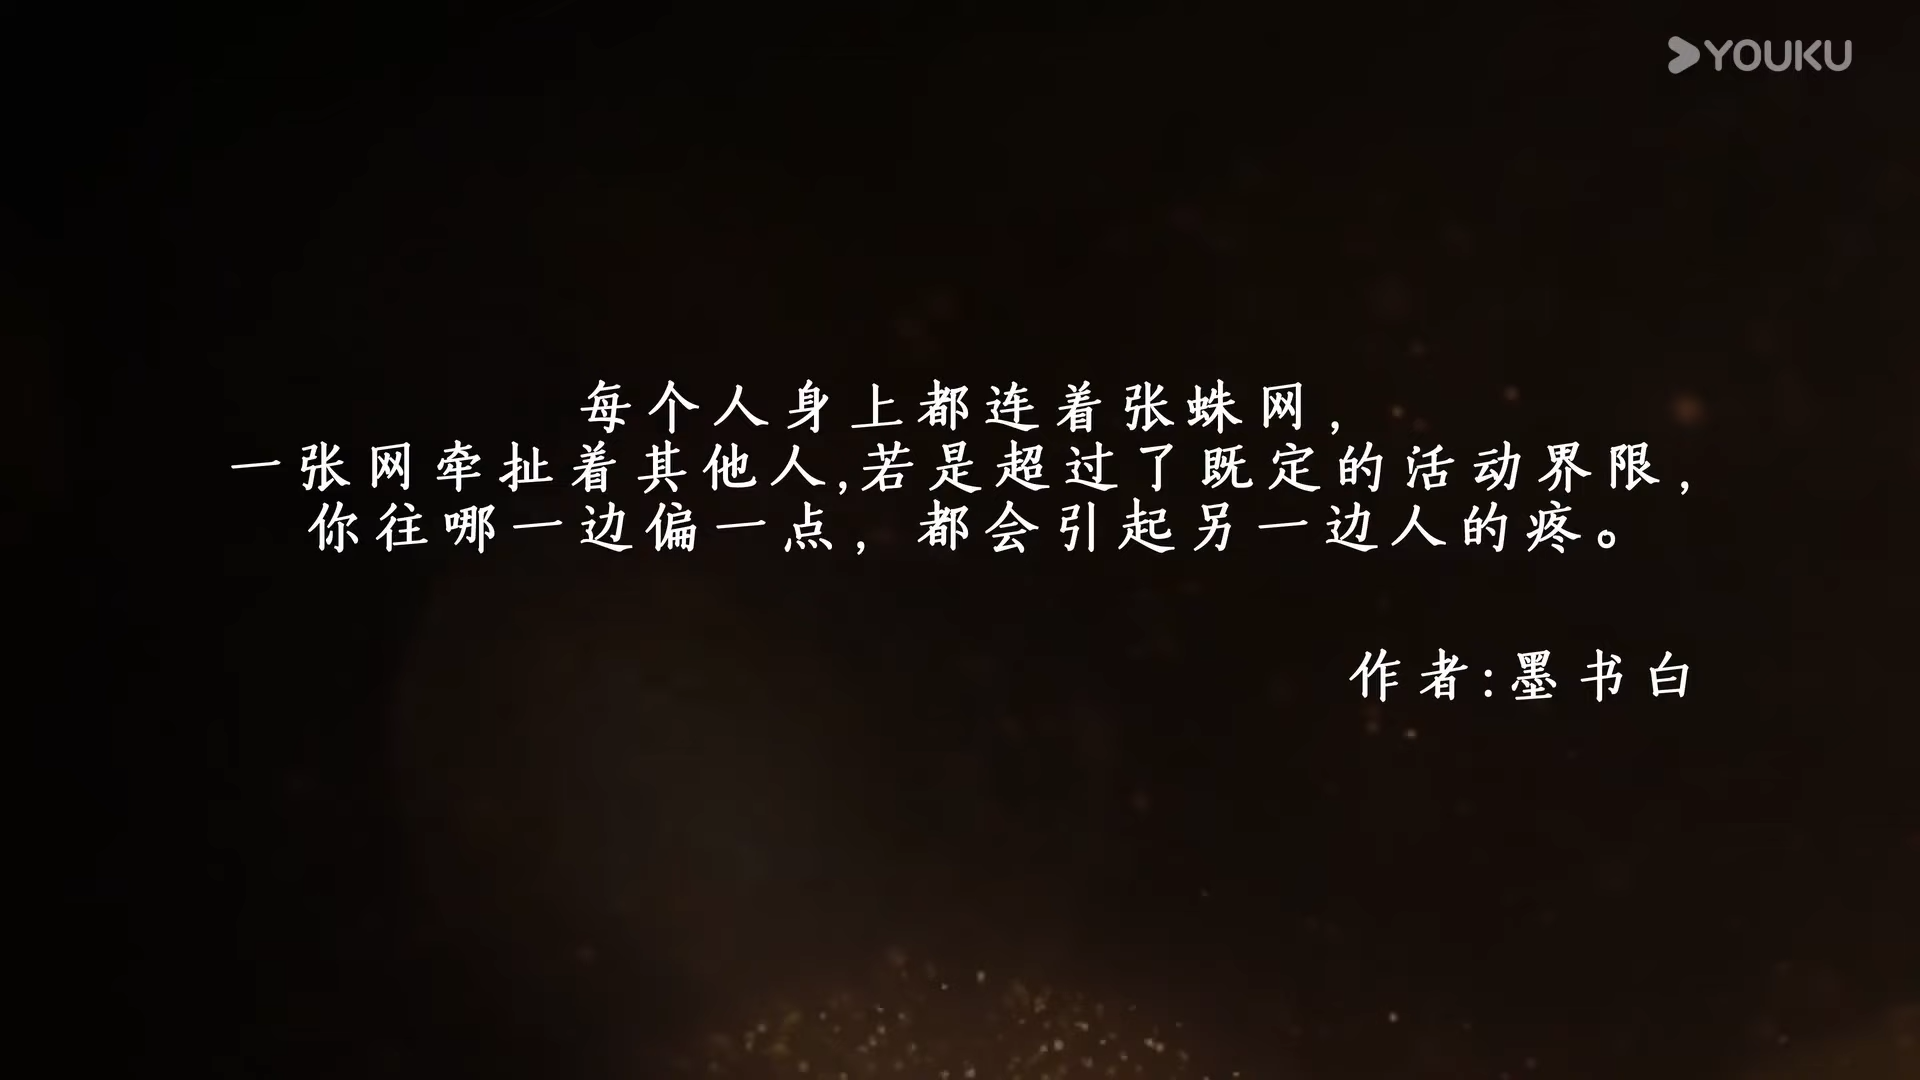 YOUKU
每个人身上都连着张蛛网，
一张网牵扯着其他人,若是超过了既定的活动界限，
你往哪一边偏一点，都会引起另一边人的疼。
作者:墨书白